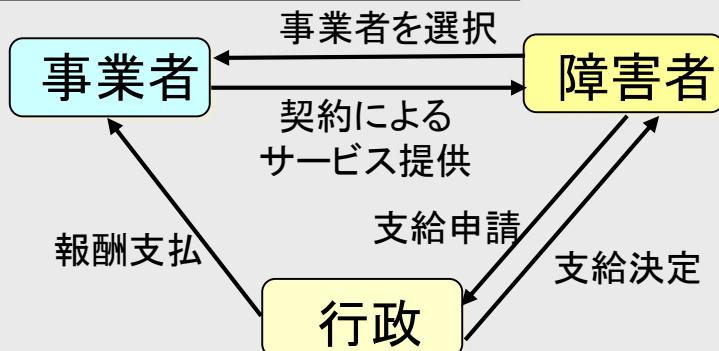 事業者を選択
事業者
障害者
契約による
サービス提供
支給申請
報酬支払
支給決定
行政